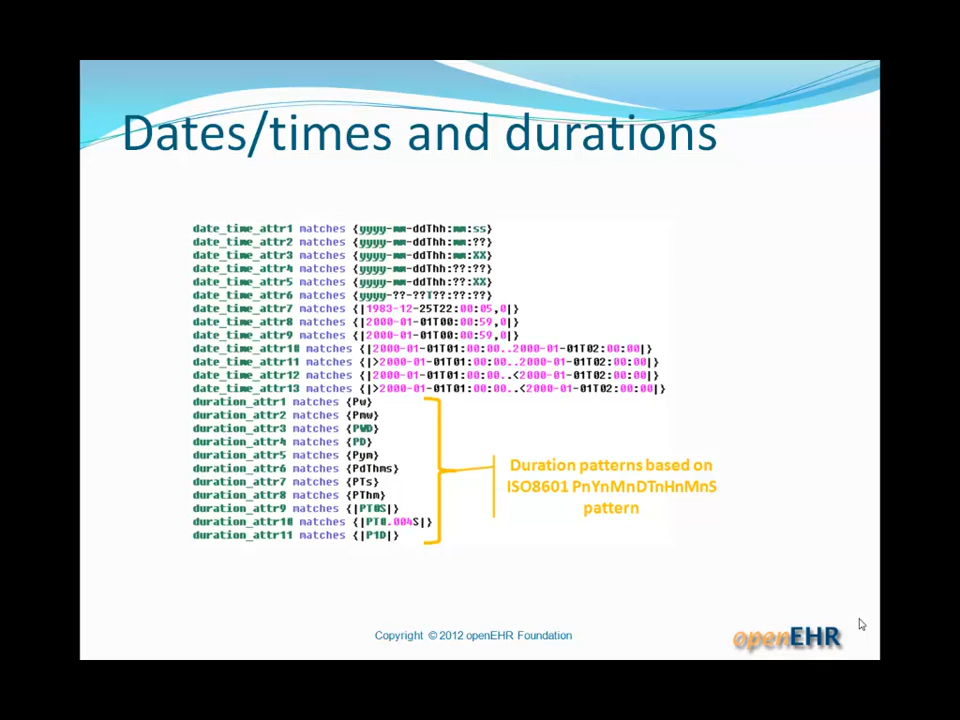 Dates/times and durations
date_time_attr1 matches {yyyy-mm-ddThh:mm:ss}
date_time_attr2 matches {yyyy-mm-ddThh:mm:??}
date_time_attr3 matches {yyyy-mm-ddThh:mm:XX}
date_time_attr4 matches {yyyy-mm-ddThh:??:??}
date_time_attr5 matches {yyyy-mm-ddThh:??:XX}
date_time_attr6 matches {yyyy-??-??T??:??:??}
date_time_attr7 matches {|1983-12-25T22:00:05,0|}
date_time_attr8 matches {|2000-01-01T00:00:59,0|}
date_time_attr9 matches {|2000-01-01T00:00:59,0|}
date_time_attr10 matches {|2000-01-01T01:00:00..2000-01-01T02:00:00|}
date_time_attr11 matches {|>2000-01-01T01:00:00..2000-01-01T02:00:00|}
date_time_attr12 matches {|2000-01-01T01:00:00..<2000-01-01T02:00:00|}
date_time_attr13 matches {|>2000-01-01T01:00:00..<2000-01-01T02:00:00|}
duration_attr1 matches {Pw}
duration_attr2 matches {Pmw}
duration_attr3 matches {PWD}
duration_attr4 matches {PD}
duration_attr5 matches {Pym}
duration_attr6 matches {PdThms}
duration_attr7 matches {PTs}
duration_attr8 matches {PThm}
duration_attr9 matches {|PT0S|}
duration_attr10 matches {|PT0.004S|}
duration_attr11 matches {|P1D|}
Duration patterns based on
ISO8601 PnYnMnDTnHnMnS
pattern
Copyright © 2012 openEHR Foundation
openEHR